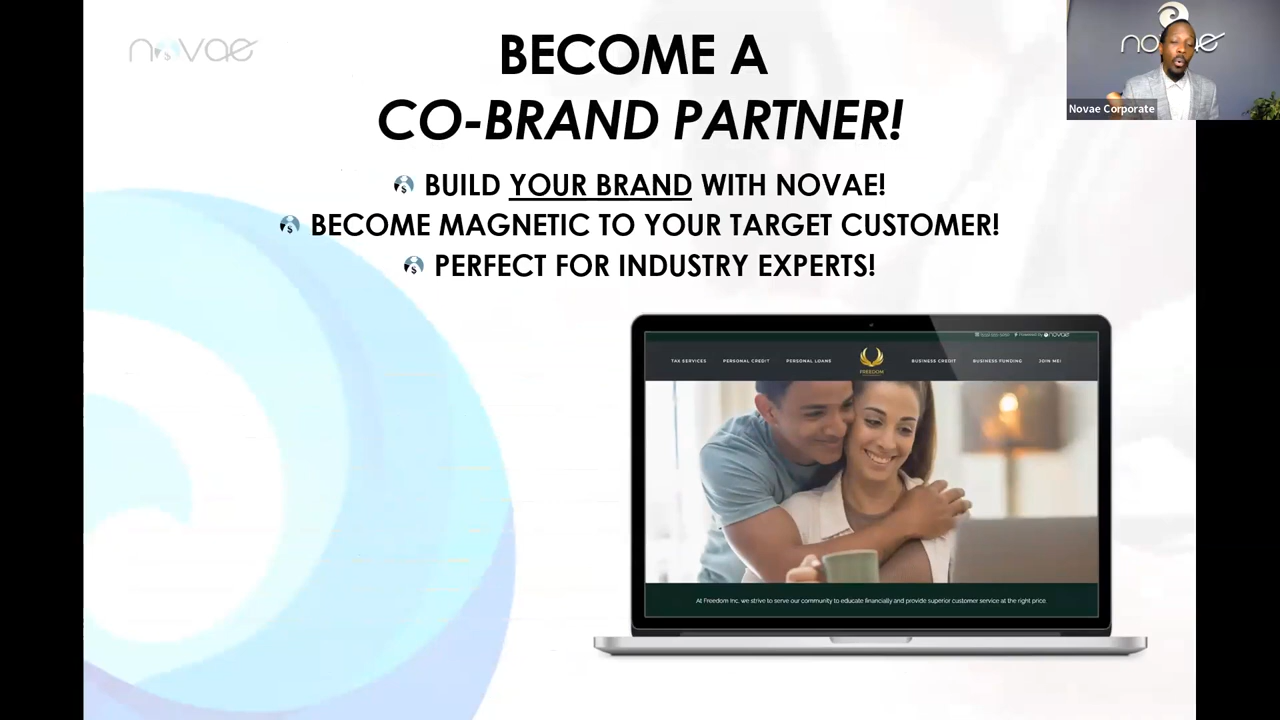 novae
BECOME A
CO-BRAND PARTNER!
BUILD YOUR BRAND WITH NOVAE!
BECOME MAGNETIC TO YOUR TARGET CUSTOMER!
PERFECT FOR INDUSTRY EXPERTS!
novae
Novae Corporate
Powered by novae
TAX SERVICES PERSONAL CREDIT PERSONAL LOANS FREEDOM BUSINESS CREDIT BUSINESS FUNDING JOIN ME!
At Freedom Inc. we strive to serve our community to educate financially and provide superior customer service at the right price.